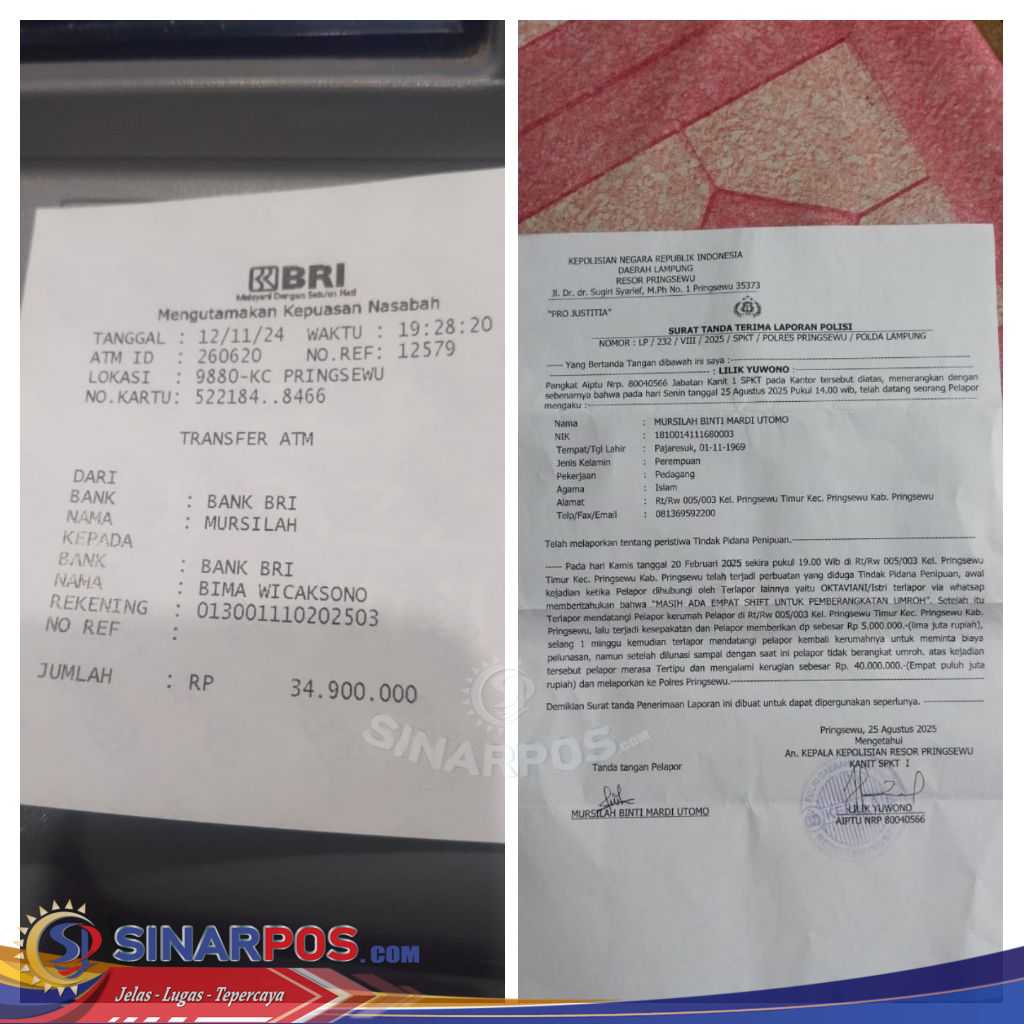 BRI
Melayani Dengan Setulus Hati
Mengutamakan Kepuasan Nasabah
TANGGAL : 12/11/24 WAKTU : 19:28:20
ATM ID : 260620 NO.REF: 12579
LOKASI : 9880-KC PRINGSEWU
NO.KARTU: 522184..8466
TRANSFER ATM
DARI
BANK : BANK BRI
NAMA : MURSILAH
KEPADA
BANK : BANK BRI
NAMA : BIMA WICAKSONO
REKENING : 013001110202503
NO REF :
JUMLAH : RP 34.900.000
SINARPOS.com
KEPOLISIAN NEGARA REPUBLIK INDONESIA
DAERAH LAMPUNG
RESOR PRINGSEWU
Jl. Dr. dr. Sugiri Syarief, M.Ph No. 1 Pringsewu 35373
"PRO JUSTITIA"
SURAT TANDA TERIMA LAPORAN POLISI
NOMOR : LP / 232 / VIII / 2025 / SPKT / POLRES PRINGSEWU / POLDA LAMPUNG
----- Yang Bertanda Tangan dibawah ini saya :-----
: LILIK YUWONO :
Pangkat Aiptu Nrp. 80040566 Jabatan Kanit 1 SPKT pada Kantor tersebut diatas, menerangkan dengan
sebenarnya bahwa pada hari Senin tanggal 25 Agustus 2025 Pukul 14.00 wib, telah datang seorang Pelapor
mengaku :-----
Nama : MURSILAH BINTI MARDI UTOMO
NIK : 1810014111680003
Tempat/Tgl Lahir : Pajaresuk, 01-11-1969
Jenis Kelamin : Perempuan
Pekerjaan : Pedagang
Agama : Islam
Alamat : Rt/Rw 005/003 Kel. Pringsewu Timur Kec. Pringsewu Kab. Pringsewu
Telp/Fax/Email : 081369592200
Telah melaporkan tentang peristiwa Tindak Pidana Penipuan.-----
----- Pada hari Kamis tanggal 20 Februari 2025 sekira pukul 19.00 Wib di Rt/Rw 005/003 Kel. Pringsewu
Timur Kec. Pringsewu Kab. Pringsewu telah terjadi perbuatan yang diduga Tindak Pidana Penipuan, awal
kejadian ketika Pelapor dihubungi oleh Terlapor lainya yaitu OKTAVIANI/Istri terlapor via whatsap
memberitahukan bahwa "MASIH ADA EMPAT SHIFT UNTUK PEMBERANGKATAN UMROH". Setelah itu
Terlapor mendatangi Pelapor kerumah Pelapor di Rt/Rw 005/003 Kel. Pringsewu Timur Kec. Pringsewu Kab.
Pringsewu, lalu terjadi kesepakatan dan Pelapor memberikan dp sebesar Rp 5.000.000.-(lima juta rupiah),
selang 1 minggu kemudian terlapor mendatangi pelapor kembali kerumahnya untuk meminta biaya
pelunasan, namun setelah dilunasi sampai dengan saat ini pelapor tidak berangkat umroh. atas kejadian
tersebut pelapor merasa Tertipu dan mengalami kerugian sebesar Rp. 40.000.000.-(Empat puluh juta
rupiah) dan melaporkan ke Polres Pringsewu.-----
Demikian Surat tanda Penerimaan Laporan ini dibuat untuk dapat dipergunakan seperlunya. -----
Pringsewu, 25 Agustus 2025
Mengetahui
An. KEPALA KEPOLISIAN RESOR PRINGSEWU
KANIT SPKT I
Tanda tangan Pelapor
MURSILAH BINTI MARDI UTOMO
LILIK YUWONO
AIPTU NRP 80040566
SINARPOS.COM
Jelas - Lugas - Tepercaya